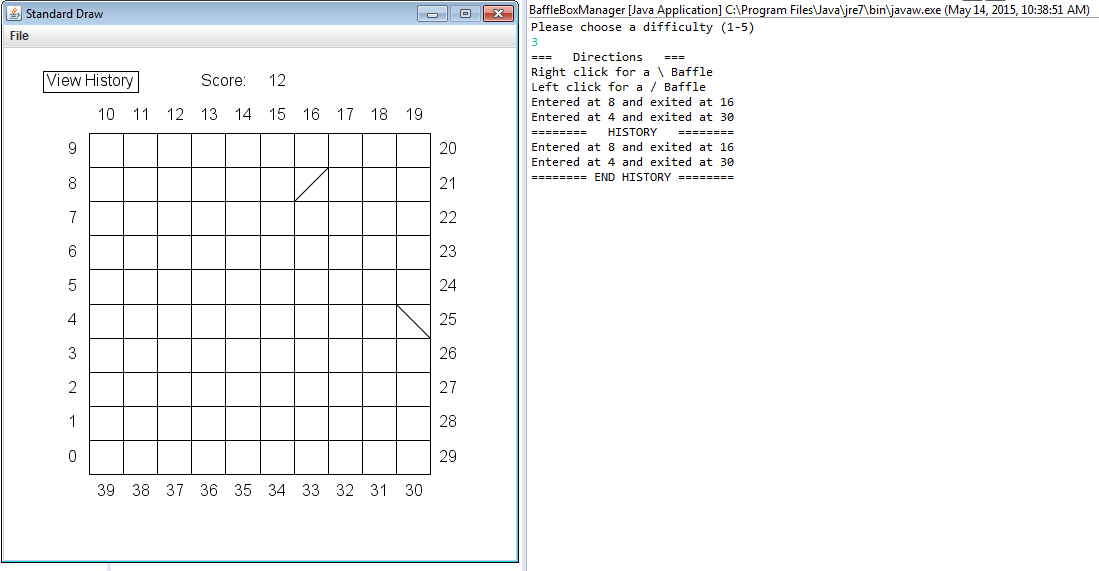 Standard Draw
File
View History Score: 12
10 11 12 13 14 15 16 17 18 19
9 20
8 21
7 22
6 23
5 24
4 25
3 26
2 27
1 28
0 29
39 38 37 36 35 34 33 32 31 30
BaffleBoxManager [Java Application] C:\Program Files\Java\jre7\bin\javaw.exe (May 14, 2015, 10:38:51 AM)
Please choose a difficulty (1-5)
3
=== Directions ===
Right click for a \ Baffle
Left click for a / Baffle
Entered at 8 and exited at 16
Entered at 4 and exited at 30
======== HISTORY ========
Entered at 8 and exited at 16
Entered at 4 and exited at 30
======== END HISTORY ========